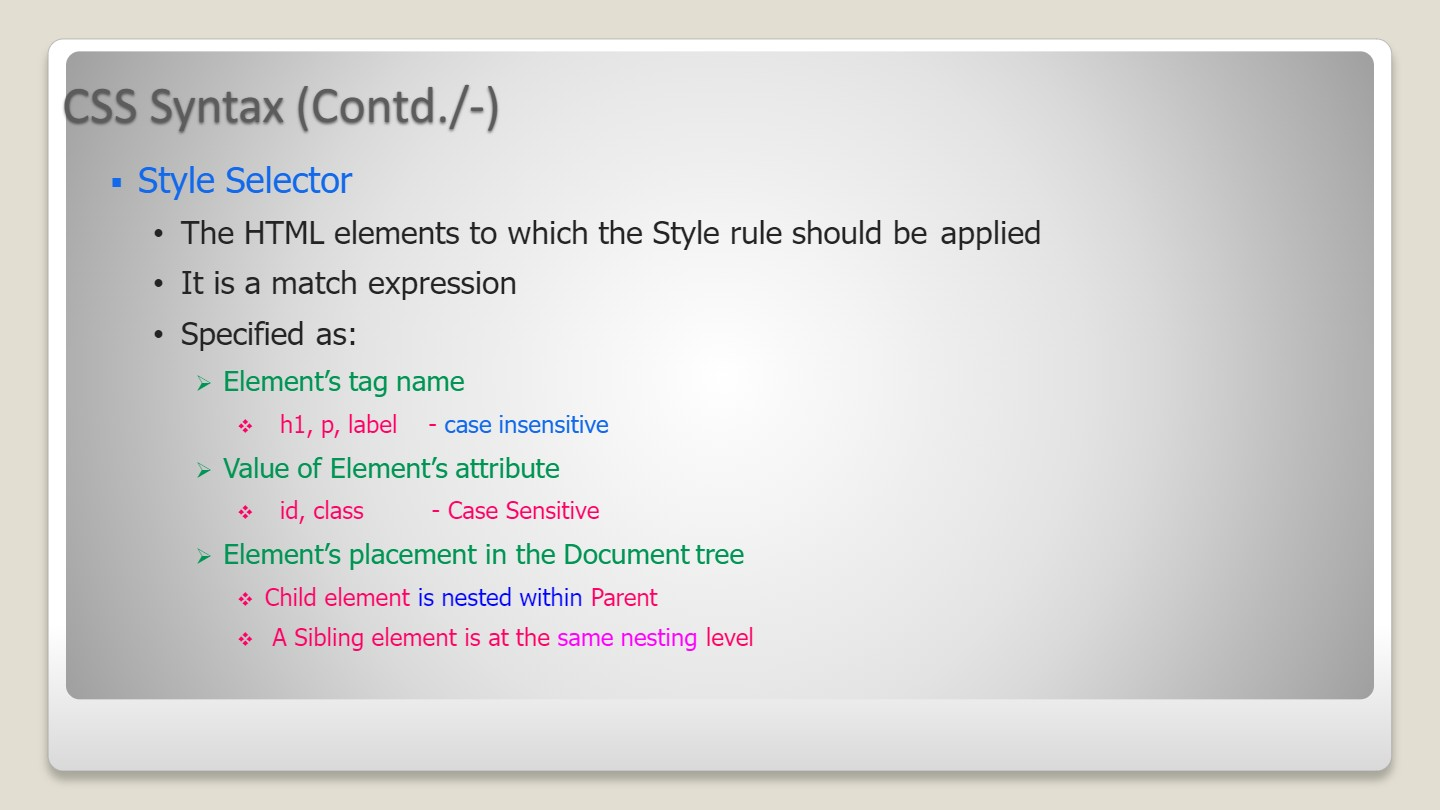 CSS Syntax (Contd./-)
▪ Style Selector
• The HTML elements to which the Style rule should be applied
• It is a match expression
• Specified as:
➢ Element’s tag name
❖ h1, p, label - case insensitive
➢ Value of Element’s attribute
❖ id, class - Case Sensitive
➢ Element’s placement in the Document tree
❖ Child element is nested within Parent
❖ A Sibling element is at the same nesting level